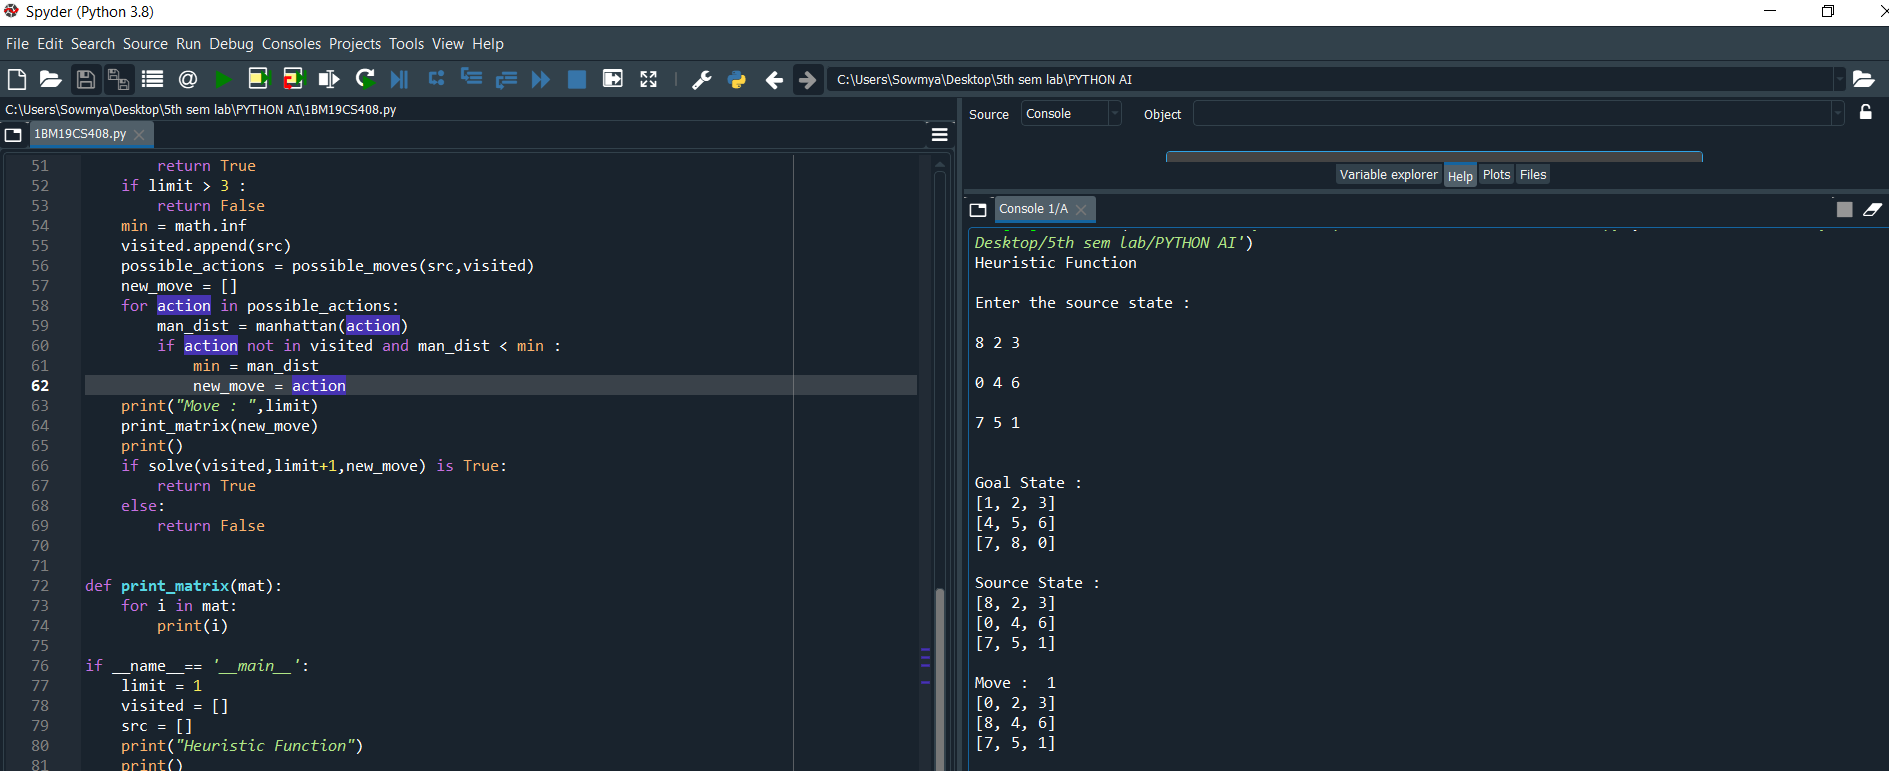 Spyder (Python 3.8)
File Edit Search Source Run Debug Consoles Projects Tools View Help
C:\Users\Sowmya\Desktop\5th sem lab\PYTHON AI
C:\Users\Sowmya\Desktop\5th sem lab\PYTHON AI\1BM19CS408.py
1BM19CS408.py
51 return True
52 if limit > 3 :
53 return False
54 min = math.inf
55 visited.append(src)
56 possible_actions = possible_moves(src,visited)
57 new_move = []
58 for action in possible_actions:
59 man_dist = manhattan(action)
60 if action not in visited and man_dist < min :
61 min = man_dist
62 new_move = action
63 print("Move : ",limit)
64 print_matrix(new_move)
65 print()
66 if solve(visited,limit+1,new_move) is True:
67 return True
68 else:
69 return False
70
71
72 def print_matrix(mat):
73 for i in mat:
74 print(i)
75
76 if __name__== '__main__':
77 limit = 1
78 visited = []
79 src = []
80 print("Heuristic Function")
81 print()
Source Console Object
Variable explorer Help Plots Files
Console 1/A
Desktop/5th sem lab/PYTHON AI')
Heuristic Function
Enter the source state :
8 2 3
0 4 6
7 5 1
Goal State :
[1, 2, 3]
[4, 5, 6]
[7, 8, 0]
Source State :
[8, 2, 3]
[0, 4, 6]
[7, 5, 1]
Move :  1
[0, 2, 3]
[8, 4, 6]
[7, 5, 1]